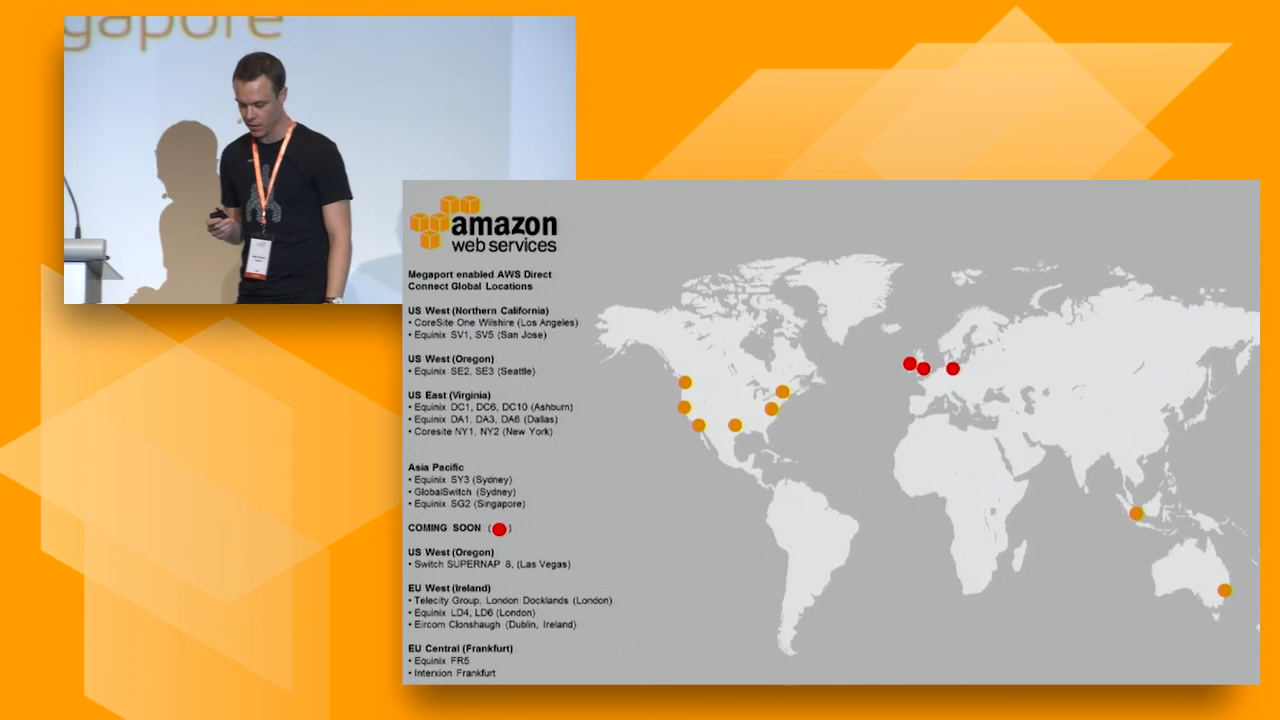 gapore
amazon
web services
Megaport enabled AWS Direct
Connect Global Locations
US West (Northern California)
• CoreSite One Wilshire (Los Angeles)
• Equinix SV1, SV5 (San Jose)
US West (Oregon)
• Equinix SE2, SE3 (Seattle)
US East (Virginia)
• Equinix DC1, DC6, DC10 (Ashburn)
• Equinix DA1, DA3, DA6 (Dallas)
• Coresite NY1, NY2 (New York)
Asia Pacific
• Equinix SY3 (Sydney)
• GlobalSwitch (Sydney)
• Equinix SG2 (Singapore)
COMING SOON ( )
US West (Oregon)
• Switch SUPERNAP 8, (Las Vegas)
EU West (Ireland)
• Telecity Group, London Docklands (London)
• Equinix LD4, LD6 (London)
• Eircom Clonshaugh (Dublin, Ireland)
EU Central (Frankfurt)
• Equinix FR5
• Interxion Frankfurt